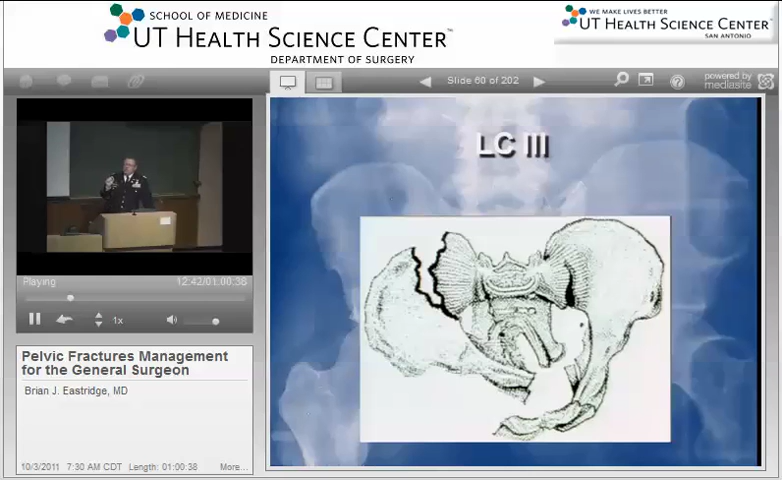 SCHOOL OF MEDICINE
UT HEALTH SCIENCE CENTER™
DEPARTMENT OF SURGERY
WE MAKE LIVES BETTER
UT HEALTH SCIENCE CENTER
SAN ANTONIO
Slide 60 of 202
powered by
mediasite
LC III
Playing
12:42/01:00:38
1x
Pelvic Fractures Management
for the General Surgeon
Brian J. Eastridge, MD
10/3/2011 7:30 AM CDT Length: 01:00:38 More...